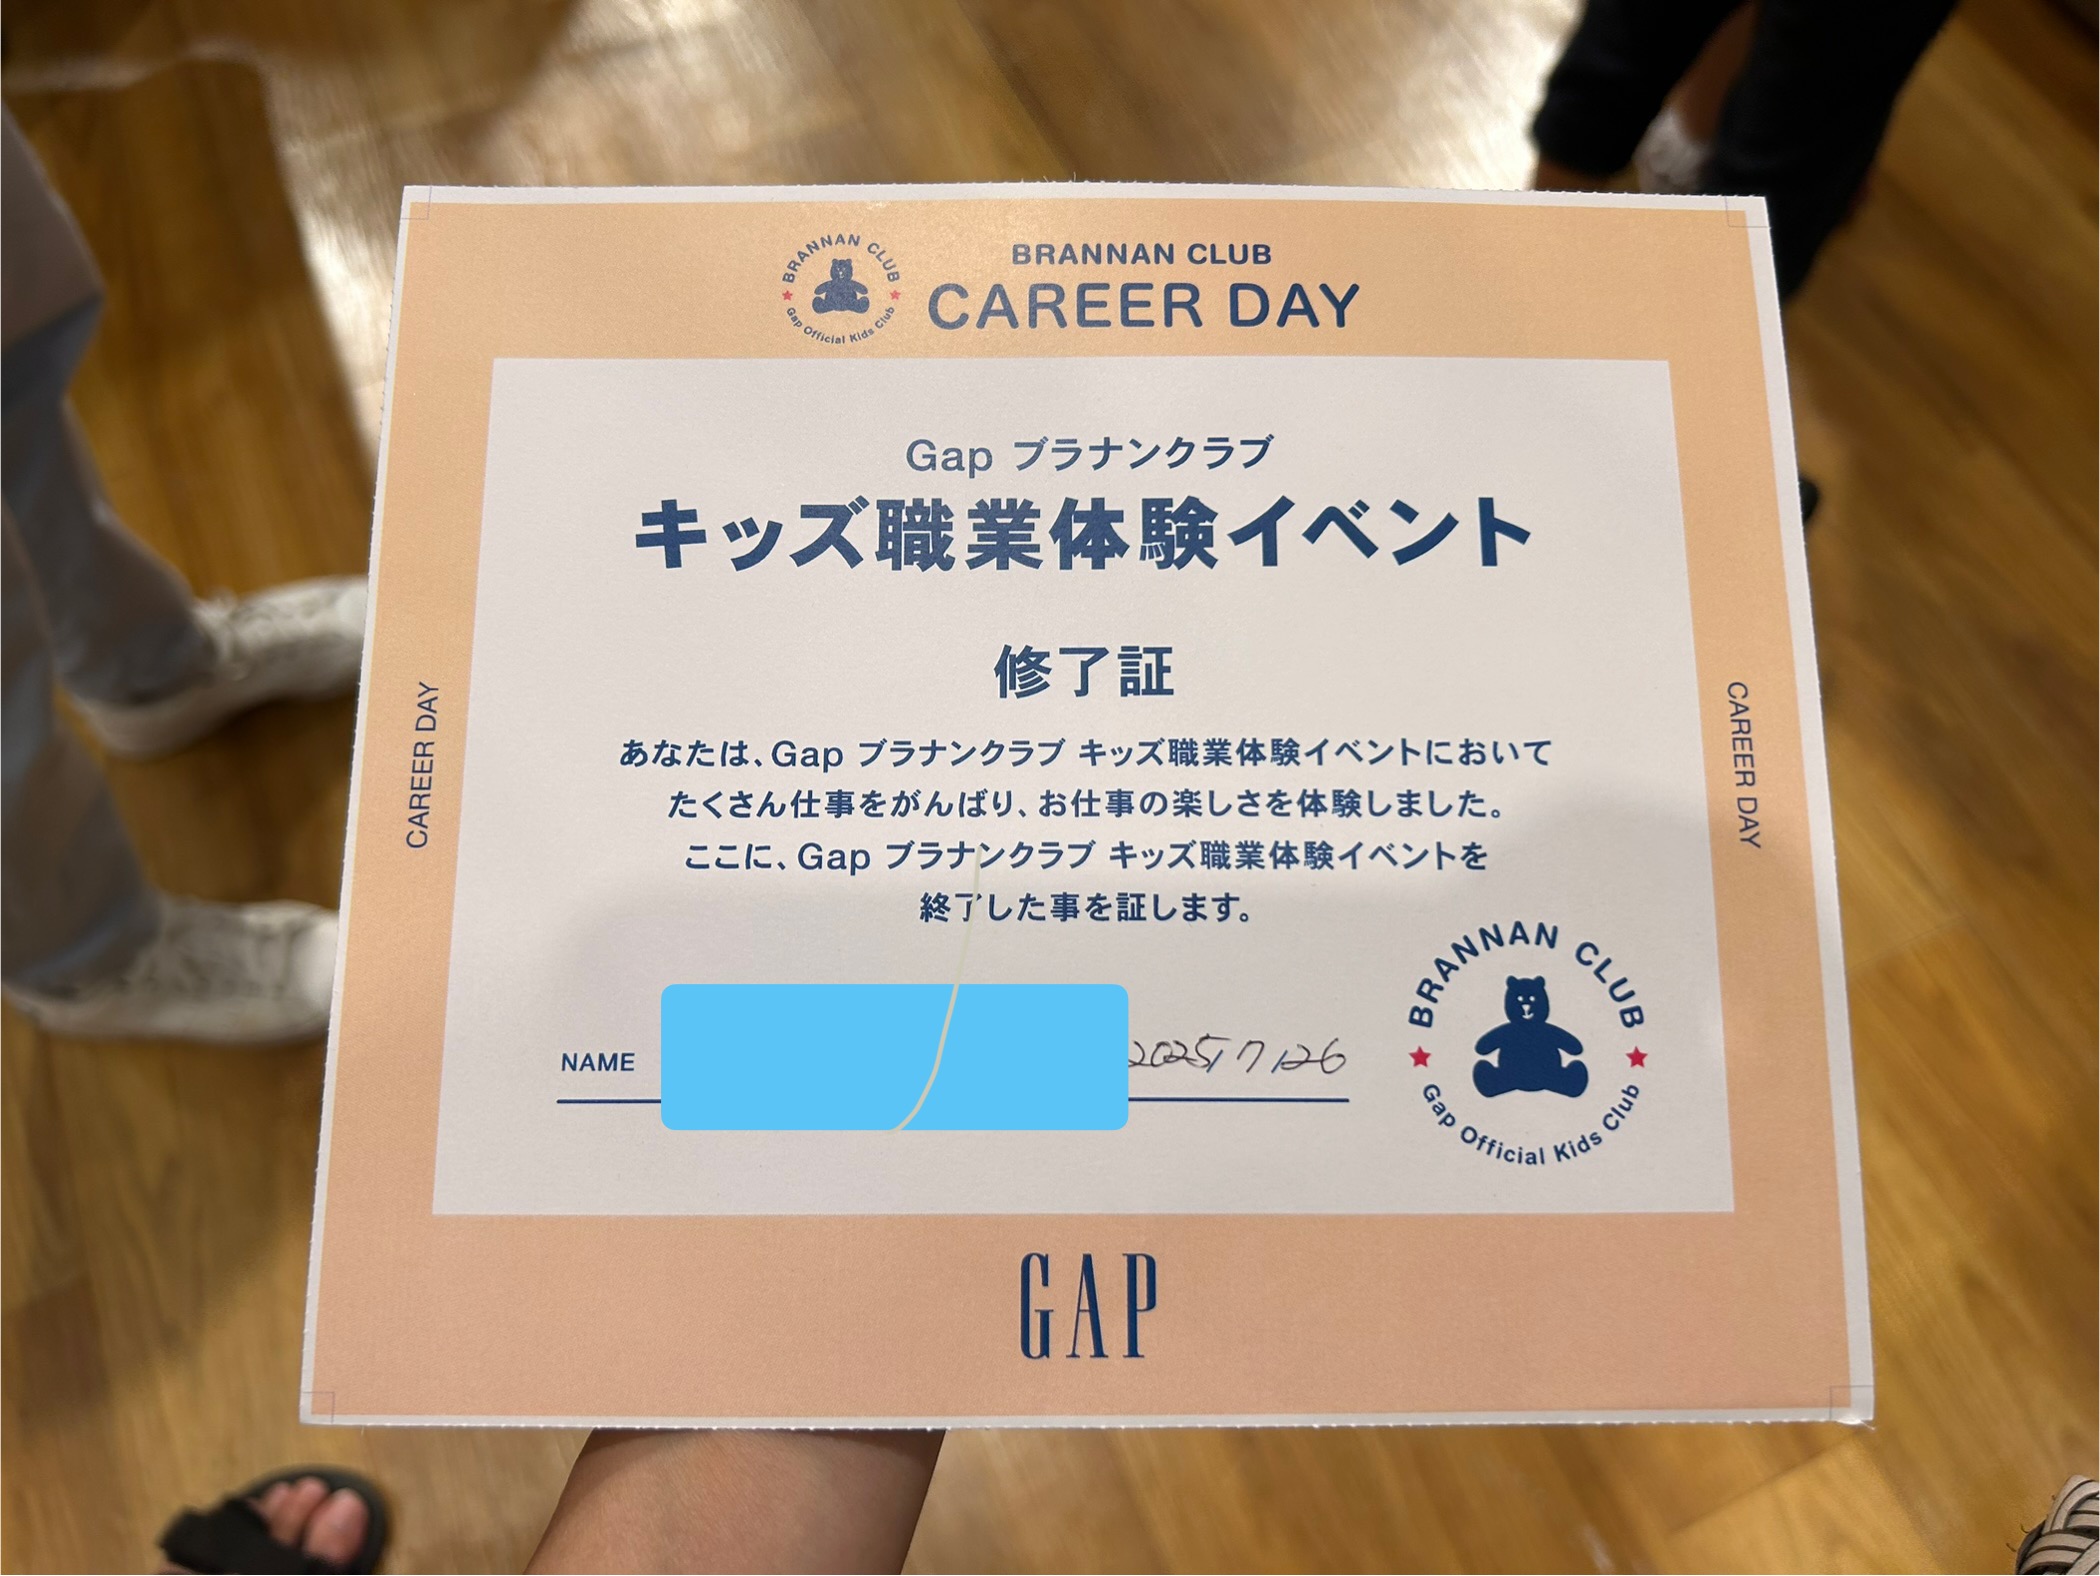 BRANNAN CLUB
Gap Official Kids Club
BRANNAN CLUB
CAREER DAY
Gap ブラナンクラブ
キッズ職業体験イベント
修了証
あなたは、Gap ブラナンクラブ キッズ職業体験イベントにおいて
たくさん仕事をがんばり、お仕事の楽しさを体験しました。
ここに、Gap ブラナンクラブ キッズ職業体験イベントを
終了した事を証します。
CAREER DAY
CAREER DAY
NAME 2025/7/26
BRANNAN CLUB
Gap Official Kids Club
GAP